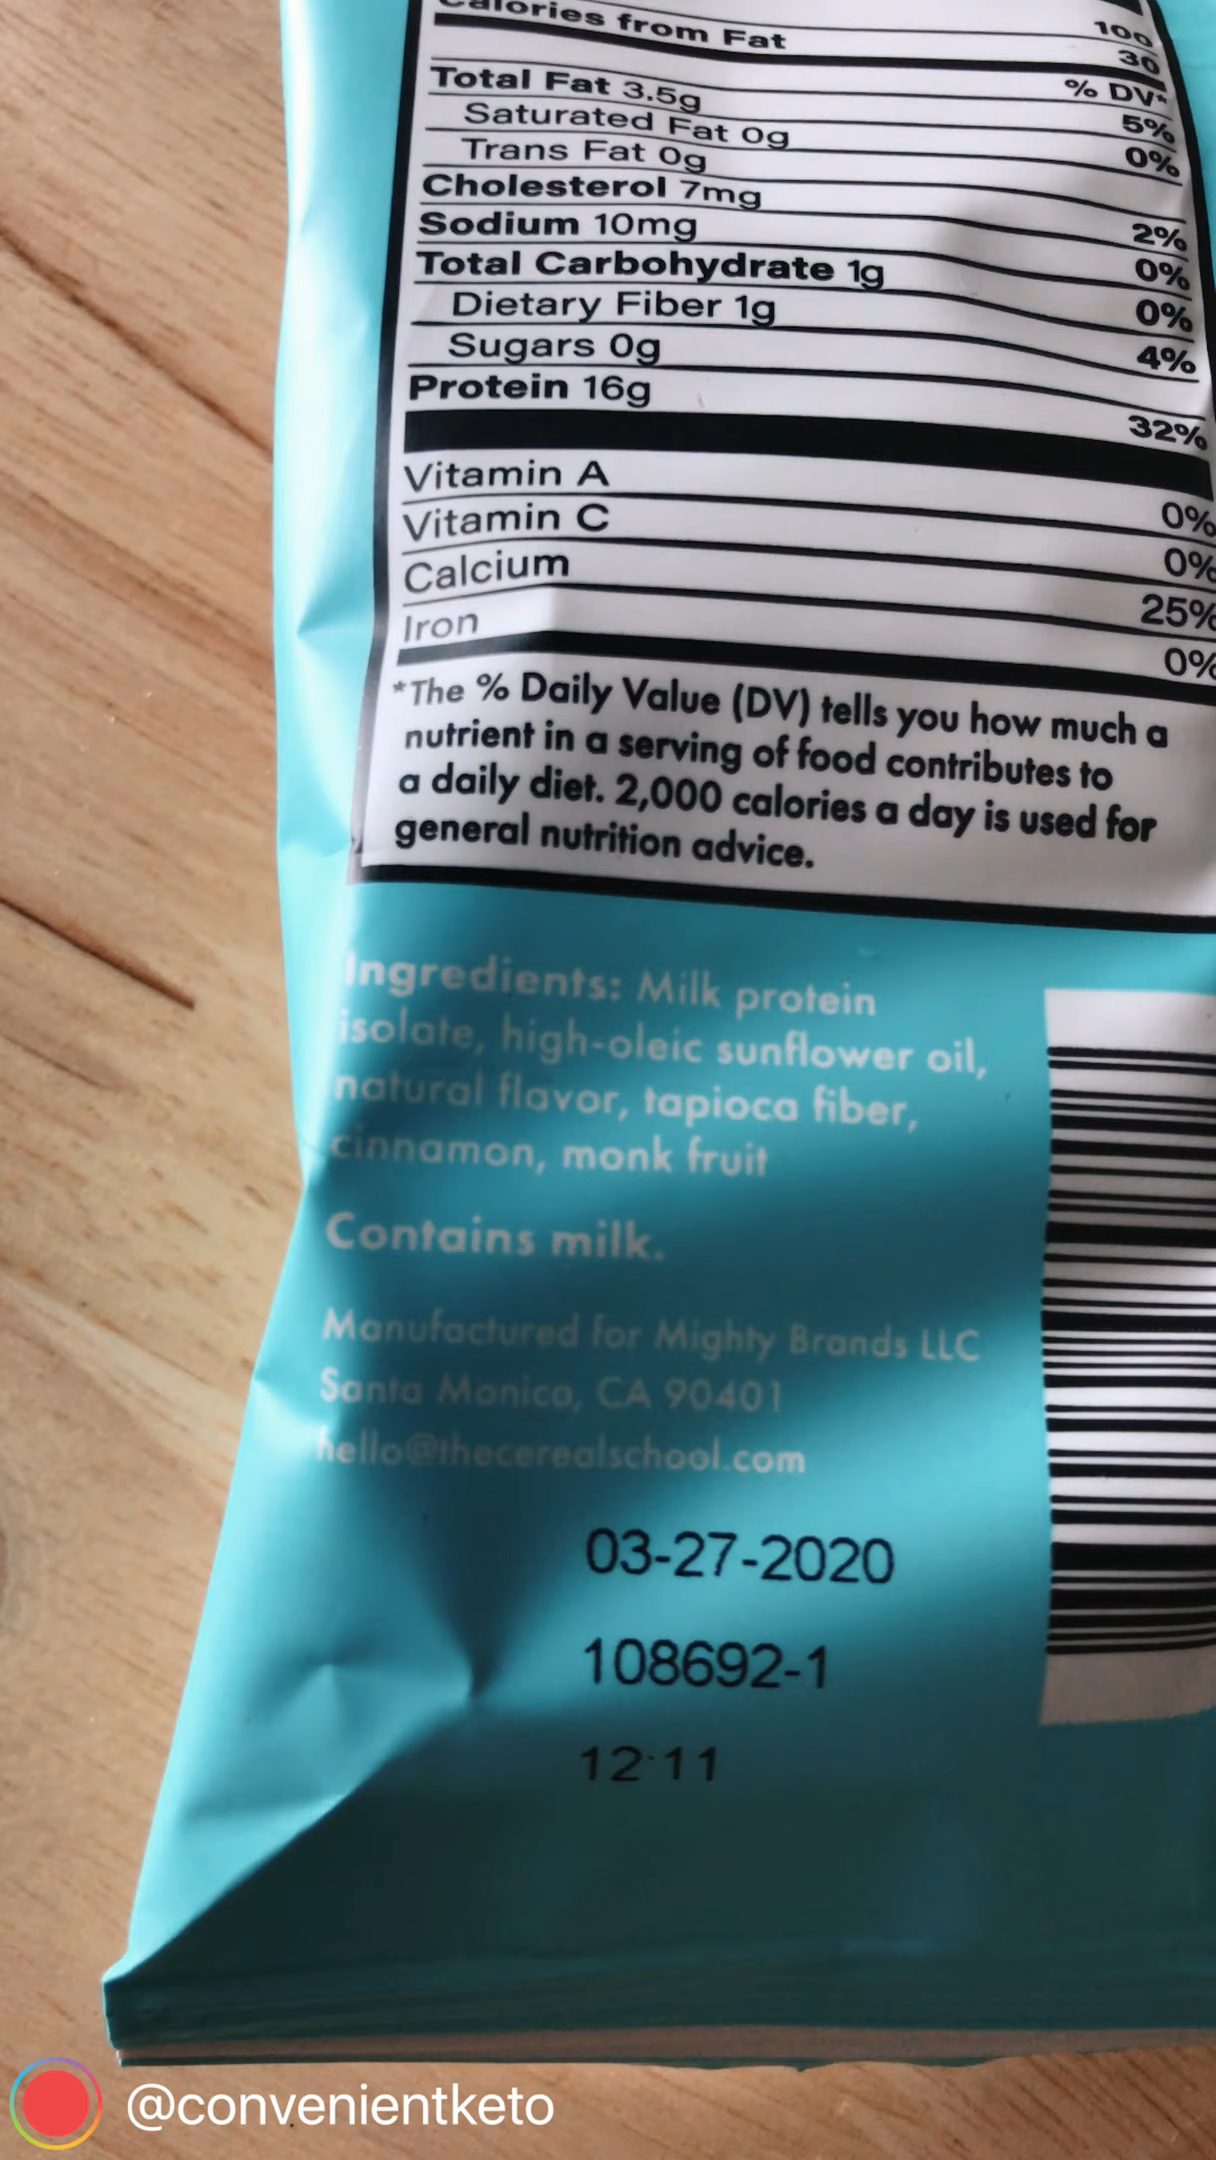 Calories from Fat 30
100
% DV*
Total Fat 3.5g 5%
Saturated Fat 0g 0%
Trans Fat 0g
Cholesterol 7mg 2%
Sodium 10mg 0%
Total Carbohydrate 1g 0%
Dietary Fiber 1g 4%
Sugars 0g
Protein 16g 32%
Vitamin A 0%
Vitamin C 0%
Calcium 25%
Iron 0%
*The % Daily Value (DV) tells you how much a
nutrient in a serving of food contributes to
a daily diet. 2,000 calories a day is used for
general nutrition advice.
Ingredients: Milk protein
isolate, high-oleic sunflower oil,
natural flavor, tapioca fiber,
cinnamon, monk fruit
Contains milk.
Manufactured for Mighty Brands LLC
Santa Monica, CA 90401
hello@thecerealschool.com
03-27-2020
108692-1
12:11
@convenientketo